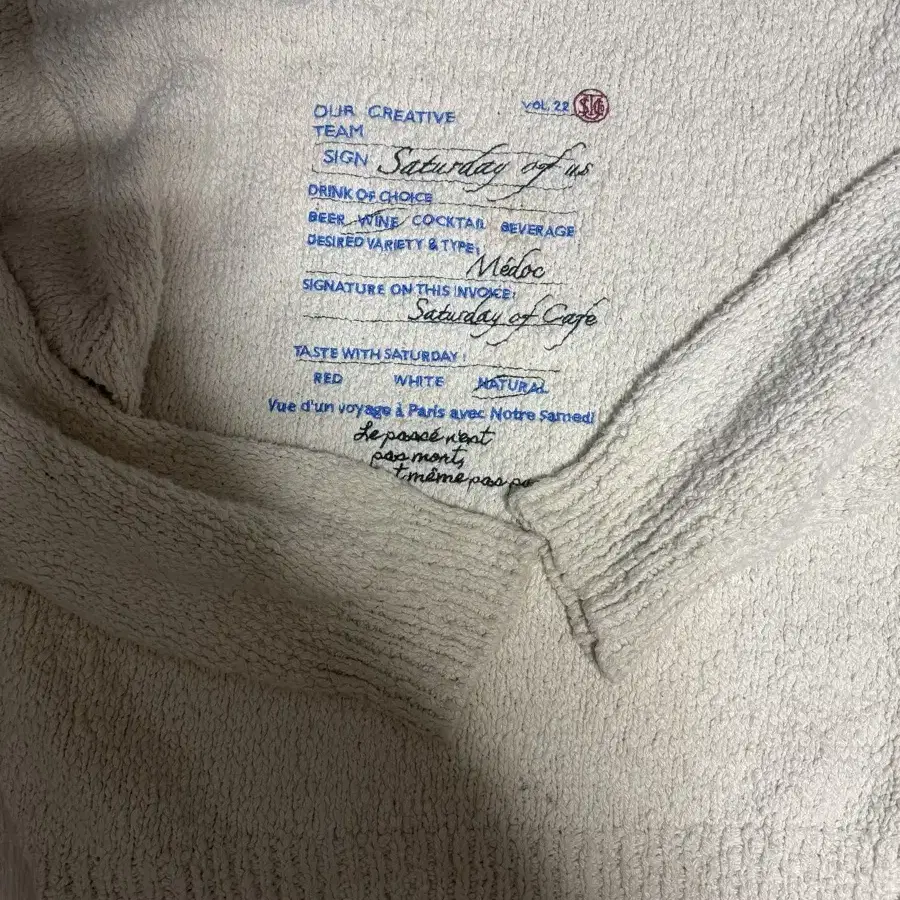 OUR CREATIVE
TEAM
VOL. 22
SIGN Saturday of us
DRINK OF CHOICE
BEER WINE COCKTAIL BEVERAGE
DESIRED VARIETY & TYPE:
Médoc
SIGNATURE ON THIS INVOICE:
Saturday of Café
TASTE WITH SATURDAY :
RED WHITE NATURAL
Vue d'un voyage à Paris avec Notre Samedi
Le passé n'est
pas mort,
t même pas pa